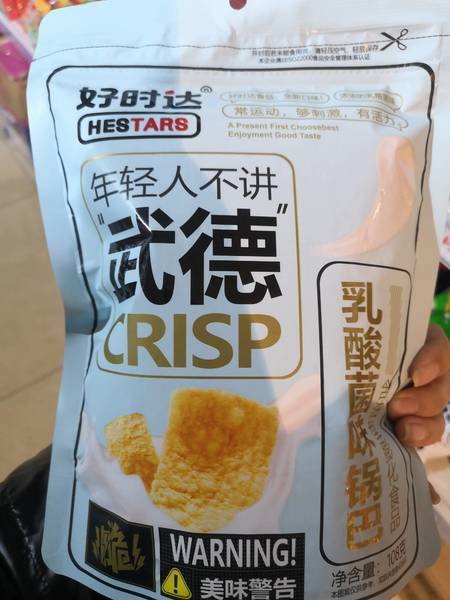 好时达®
HESTARS
常运动，够刺激，有活力
A Present First Choosebest
Enjoyment Good Taste
年轻人不讲
"武德"
CRISP
乳酸菌味锅巴
脆
WARNING!
美味警告
净含量：108克